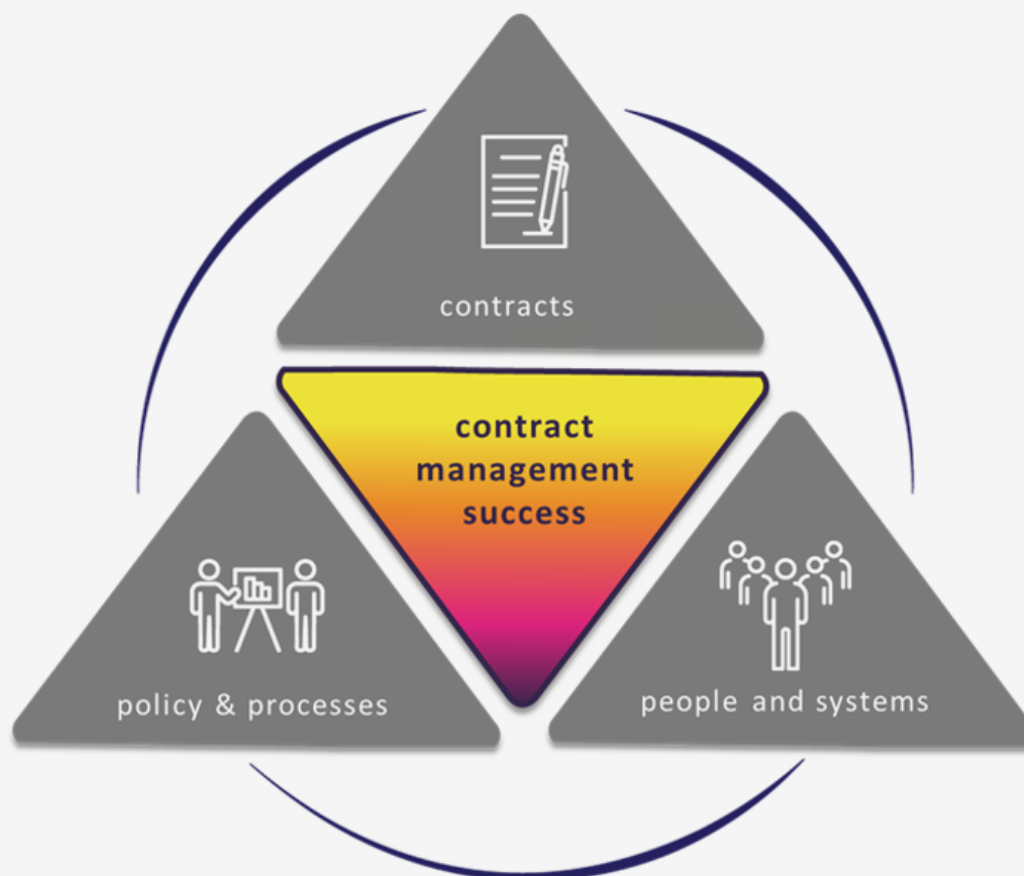 contracts
contract
management
success
policy & processes
people and systems